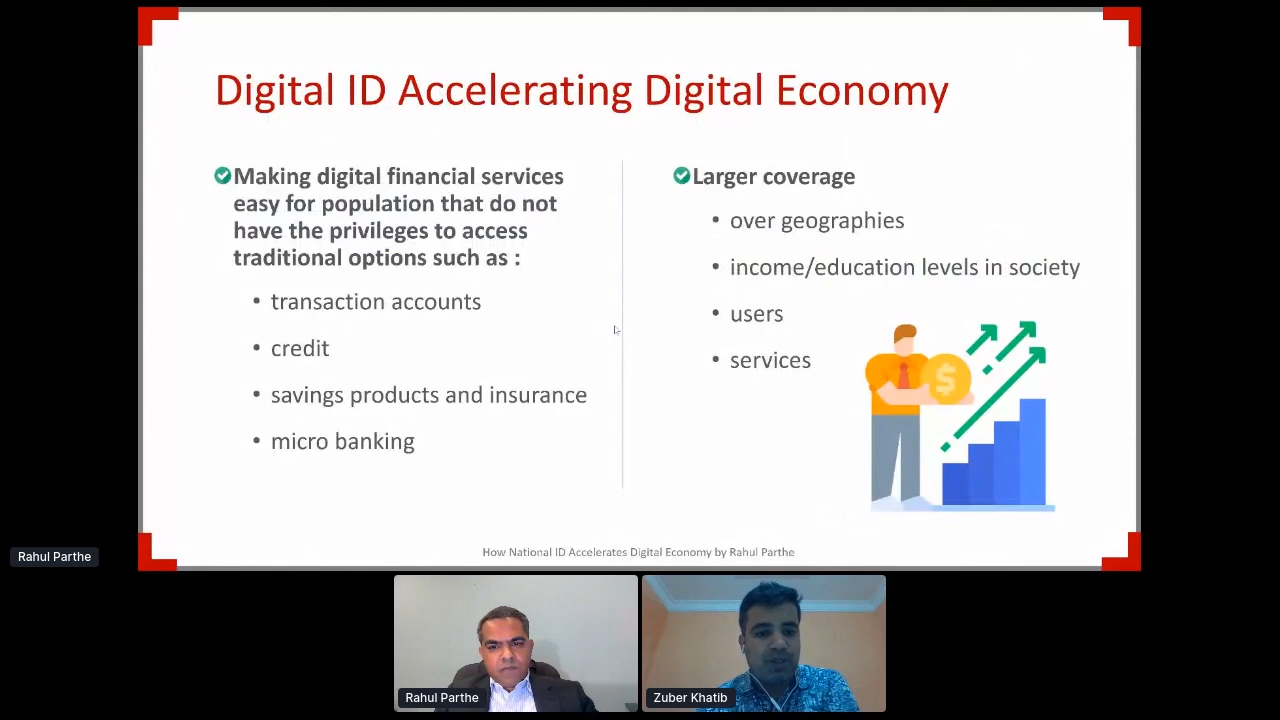 Digital ID Accelerating Digital Economy
Making digital financial services
easy for population that do not
have the privileges to access
traditional options such as :
• transaction accounts
• credit
• savings products and insurance
• micro banking
Larger coverage
• over geographies
• income/education levels in society
• users
• services
$
How National ID Accelerates Digital Economy by Rahul Parthe
Rahul Parthe
Rahul Parthe
Zuber Khatib